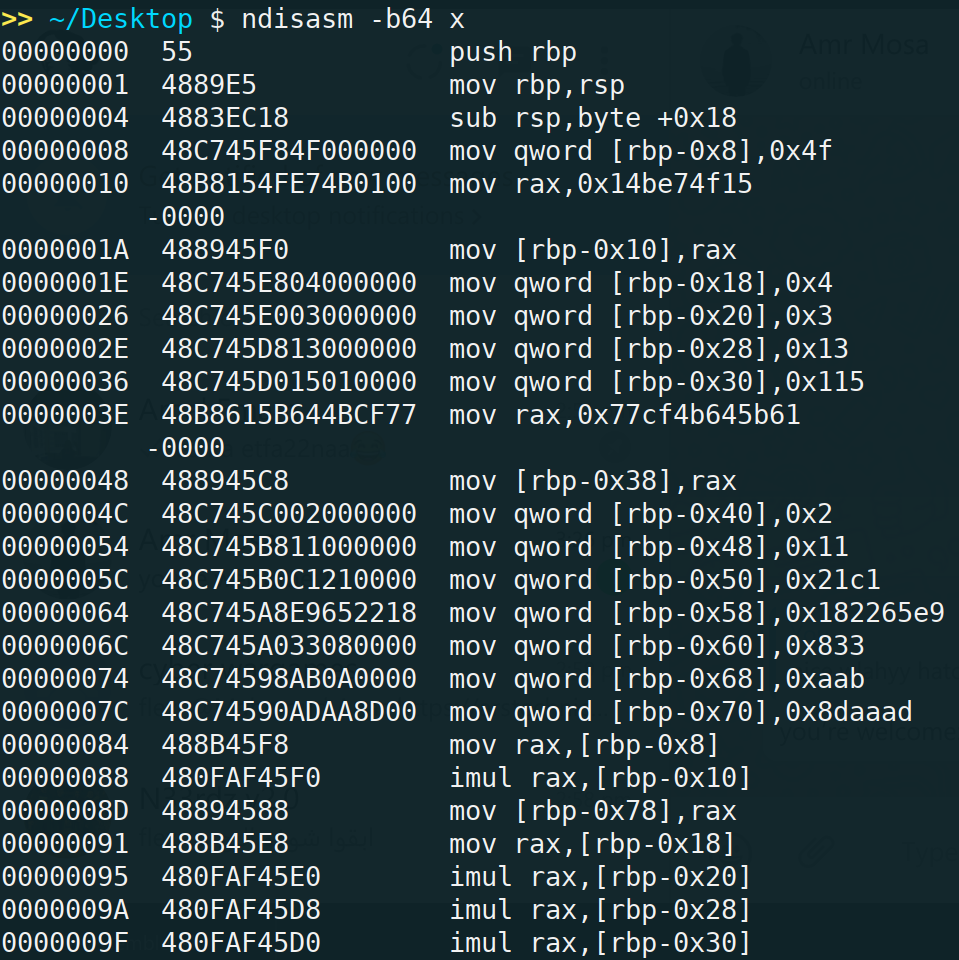 >> ~/Desktop $ ndisasm -b64 x
00000000  55                push rbp
00000001  4889E5            mov rbp,rsp
00000004  4883EC18          sub rsp,byte +0x18
00000008  48C745F84F000000  mov qword [rbp-0x8],0x4f
00000010  48B8154FE74B0100  mov rax,0x14be74f15
         -0000
0000001A  488945F0          mov [rbp-0x10],rax
0000001E  48C745E804000000  mov qword [rbp-0x18],0x4
00000026  48C745E003000000  mov qword [rbp-0x20],0x3
0000002E  48C745D813000000  mov qword [rbp-0x28],0x13
00000036  48C745D015010000  mov qword [rbp-0x30],0x115
0000003E  48B8615B644BCF77  mov rax,0x77cf4b645b61
         -0000
00000048  488945C8          mov [rbp-0x38],rax
0000004C  48C745C002000000  mov qword [rbp-0x40],0x2
00000054  48C745B811000000  mov qword [rbp-0x48],0x11
0000005C  48C745B0C1210000  mov qword [rbp-0x50],0x21c1
00000064  48C745A8E9652218  mov qword [rbp-0x58],0x182265e9
0000006C  48C745A033080000  mov qword [rbp-0x60],0x833
00000074  48C74598AB0A0000  mov qword [rbp-0x68],0xaab
0000007C  48C74590ADAA8D00  mov qword [rbp-0x70],0x8daaad
00000084  488B45F8          mov rax,[rbp-0x8]
00000088  480FAF45F0        imul rax,[rbp-0x10]
0000008D  48894588          mov [rbp-0x78],rax
00000091  488B45E8          mov rax,[rbp-0x18]
00000095  480FAF45E0        imul rax,[rbp-0x20]
0000009A  480FAF45D8        imul rax,[rbp-0x28]
0000009F  480FAF45D0        imul rax,[rbp-0x30]
Amr Mosa
online
you're welcome